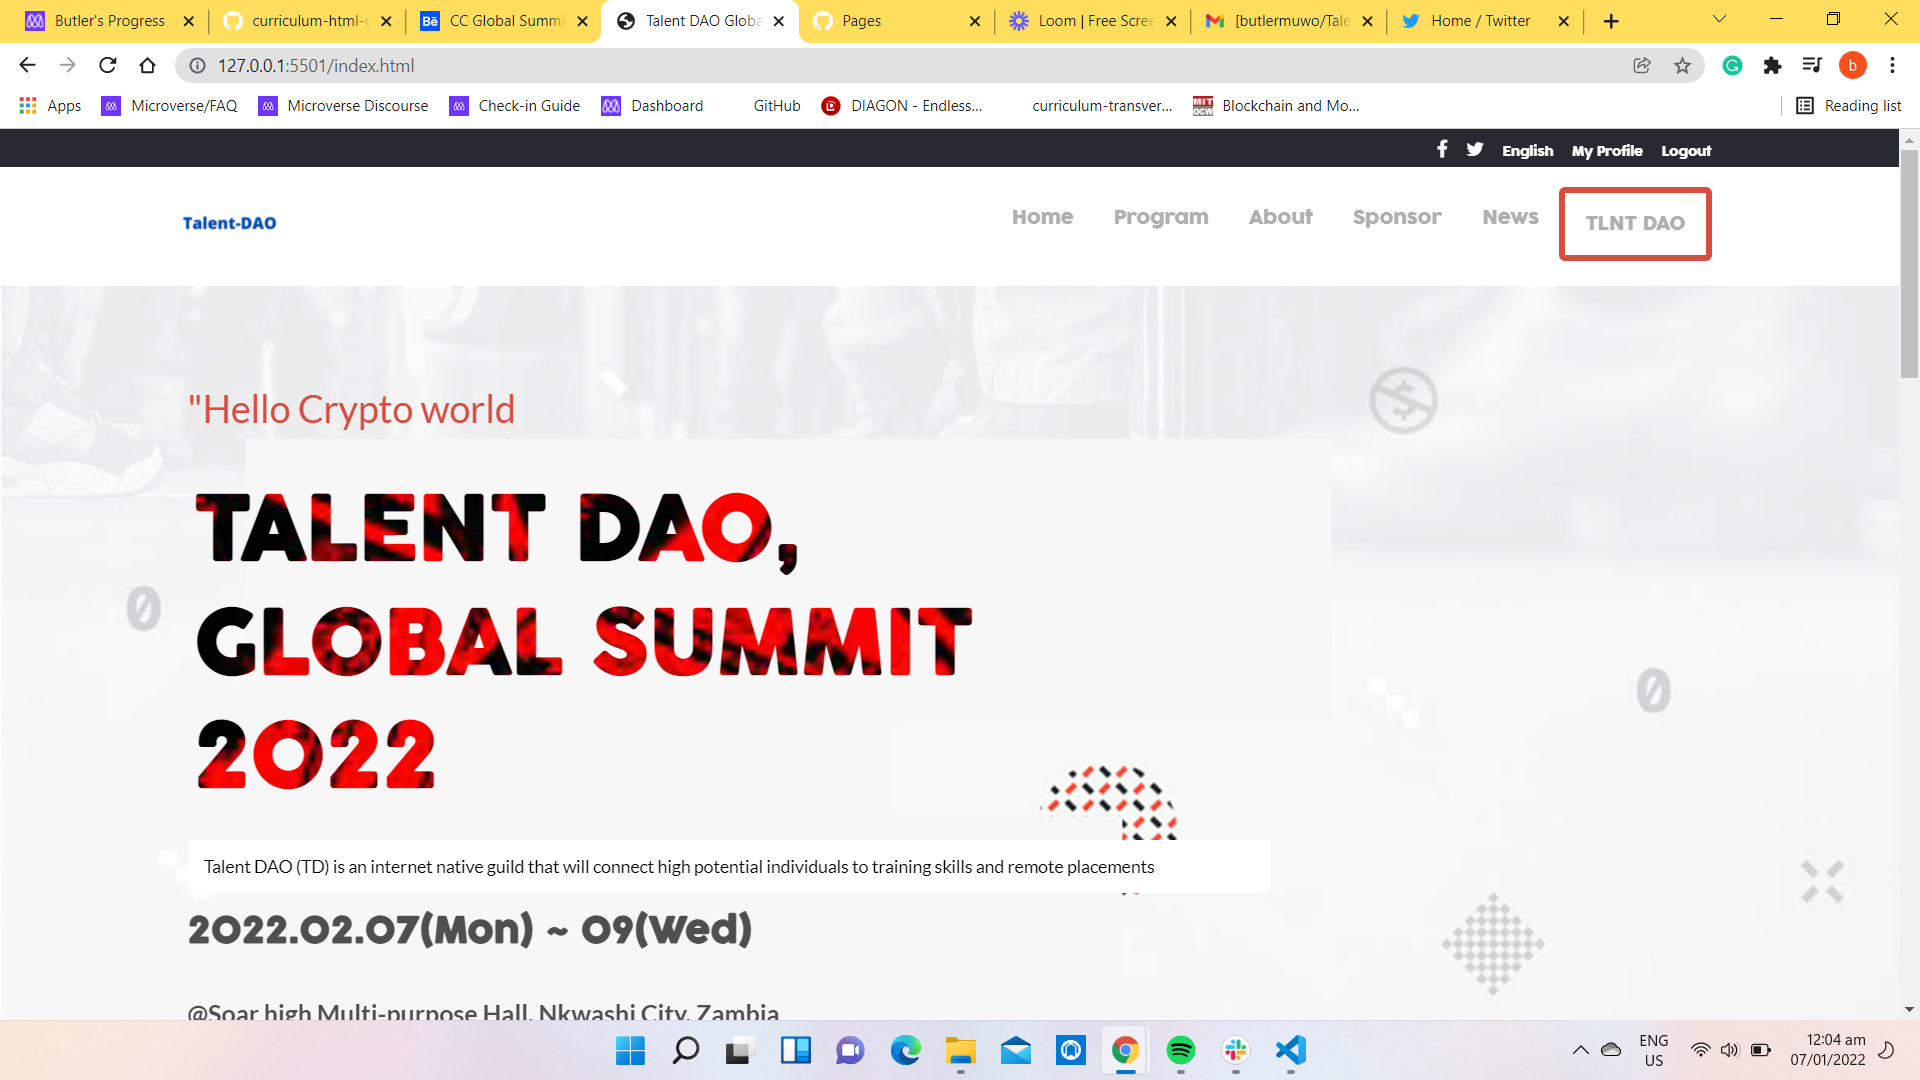 Butler's Progress
curriculum-html-c
Bē CC Global Summi
Talent DAO Globa
Pages
Loom | Free Scree
[butlermuwo/Tale
Home / Twitter
127.0.0.1:5501/index.html
b
Apps
Microverse/FAQ
Microverse Discourse
Check-in Guide
Dashboard
GitHub
DIAGON - Endless...
curriculum-transver...
MIT OCW Blockchain and Mo...
Reading list
English
My Profile
Logout
Talent-DAO
Home
Program
About
Sponsor
News
TLNT DAO
"Hello Crypto world
TALENT DAO,
GLOBAL SUMMIT
2022
Talent DAO (TD) is an internet native guild that will connect high potential individuals to training skills and remote placements
2022.02.07(Mon) ~ 09(Wed)
@Soar high Multi-purpose Hall, Nkwashi City, Zambia
ENG
US
12:04 am
07/01/2022